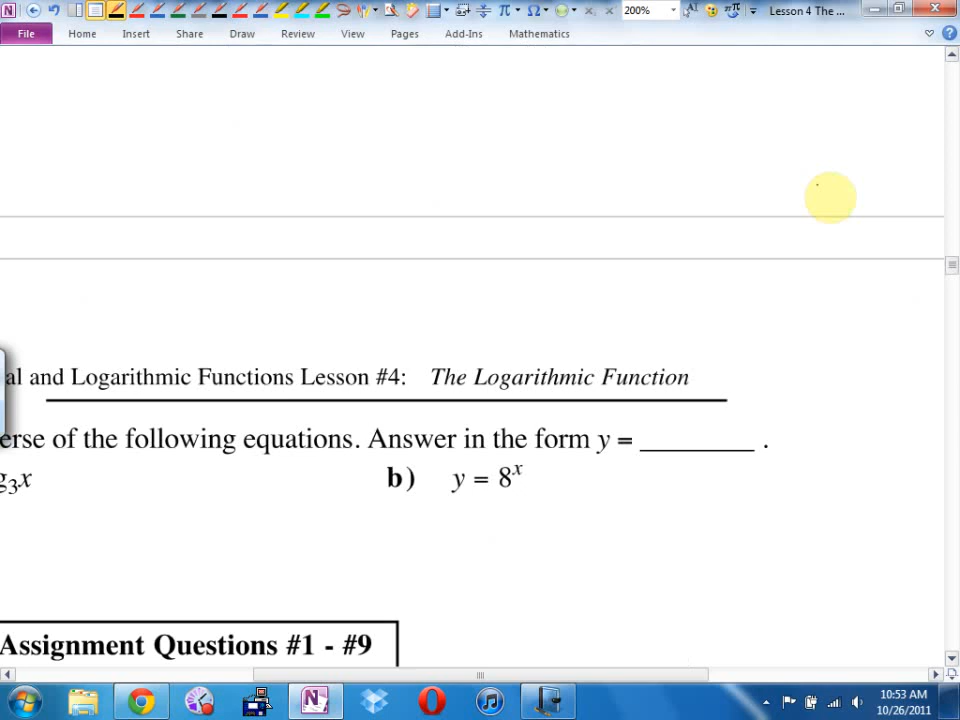 200% Lesson 4 The ...
File Home Insert Share Draw Review View Pages Add-Ins Mathematics
al and Logarithmic Functions Lesson #4: The Logarithmic Function
erse of the following equations. Answer in the form y = ________ .
g₃x b) y = 8ˣ
Assignment Questions #1 - #9
10:53 AM
10/26/2011